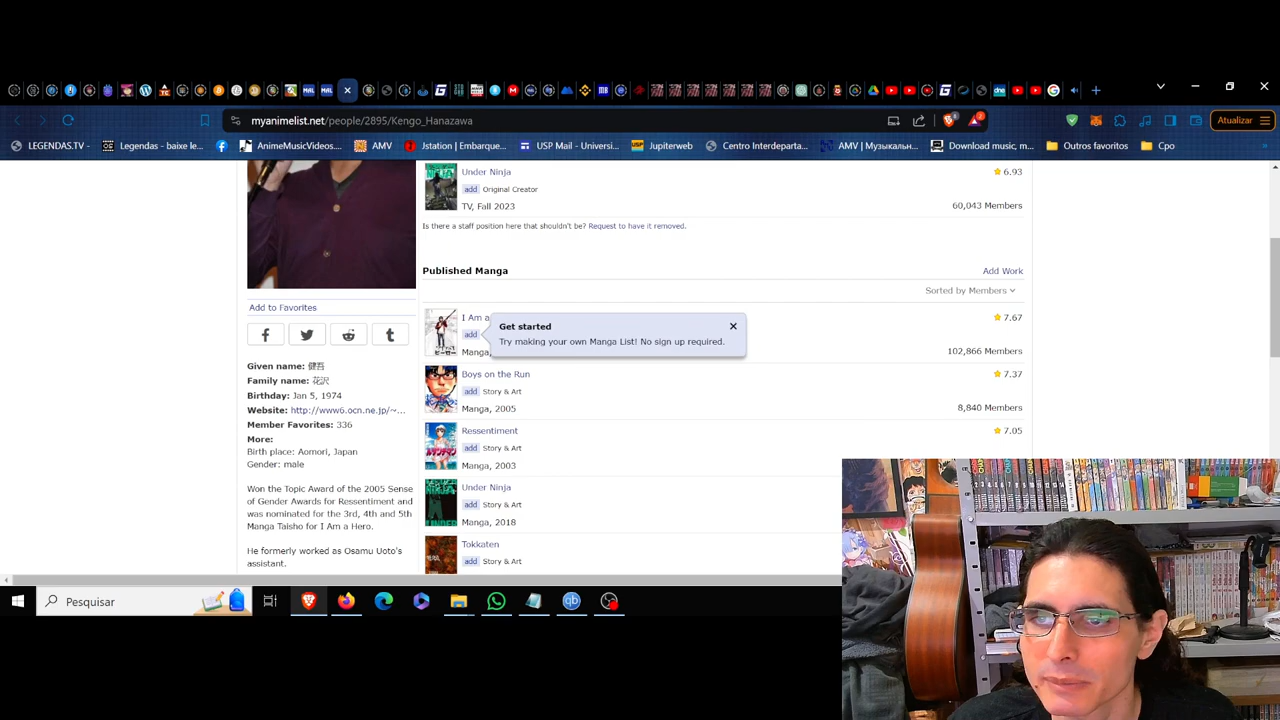 myanimelist.net/people/2895/Kengo_Hanazawa
Atualizar
LEGENDAS.TV -
Legendas - baixe le...
AnimeMusicVideos...
AMV
Jstation | Embarque...
USP Mail - Universi...
Jupiterweb
Centro Interdeparta...
AMV | Музыкальн...
Download music, m...
Outros favoritos
Cpo
Under Ninja
6.93
add Original Creator
TV, Fall 2023
60,043 Members
Is there a staff position here that shouldn't be? Request to have it removed.
Published Manga
Add Work
Sorted by Members
I Am a
7.67
add
Manga,
102,866 Members
Get started
Try making your own Manga List! No sign up required.
Boys on the Run
7.37
add Story & Art
Manga, 2005
8,840 Members
Ressentiment
7.05
add Story & Art
Manga, 2003
Under Ninja
add Story & Art
Manga, 2018
Tokkaten
add Story & Art
Add to Favorites
Given name: 健吾
Family name: 花沢
Birthday: Jan 5, 1974
Website: http://www6.ocn.ne.jp/~...
Member Favorites: 336
More:
Birth place: Aomori, Japan
Gender: male
Won the Topic Award of the 2005 Sense
of Gender Awards for Ressentiment and
was nominated for the 3rd, 4th and 5th
Manga Taisho for I Am a Hero.
He formerly worked as Osamu Uoto's
assistant.
Pesquisar